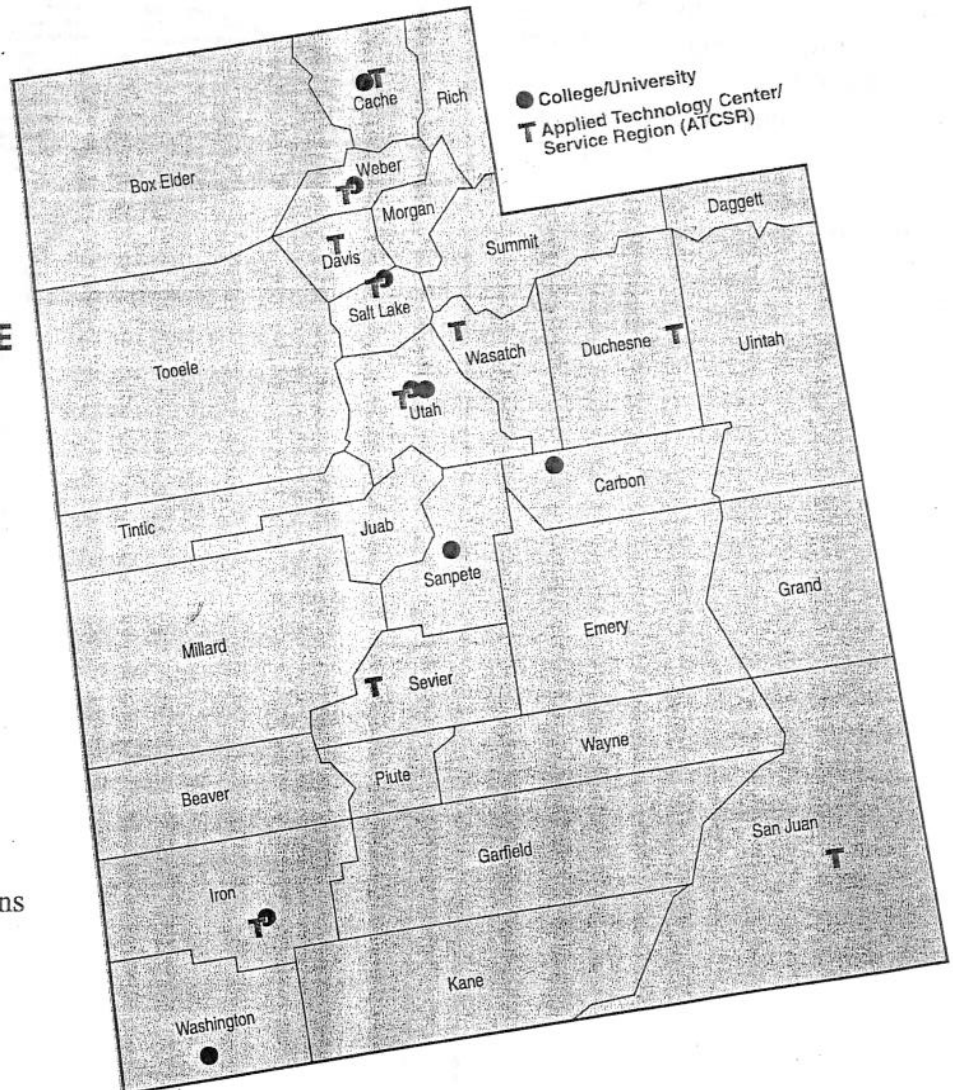 College/University
T Applied Technology Center/
Service Region (ATCSR)
Cache
Rich
Box Elder
Weber
Morgan
Daggett
Summit
Davis
Salt Lake
E
Tooele
Wasatch
Duchesne
Uintah
Utah
Carbon
Tintic
Juab
Sanpete
Grand
Emery
Millard
Sevier
Wayne
Piute
Beaver
San Juan
Garfield
Iron
ns
Kane
Washington
T
T
T
T
T
T
T
T
T
T